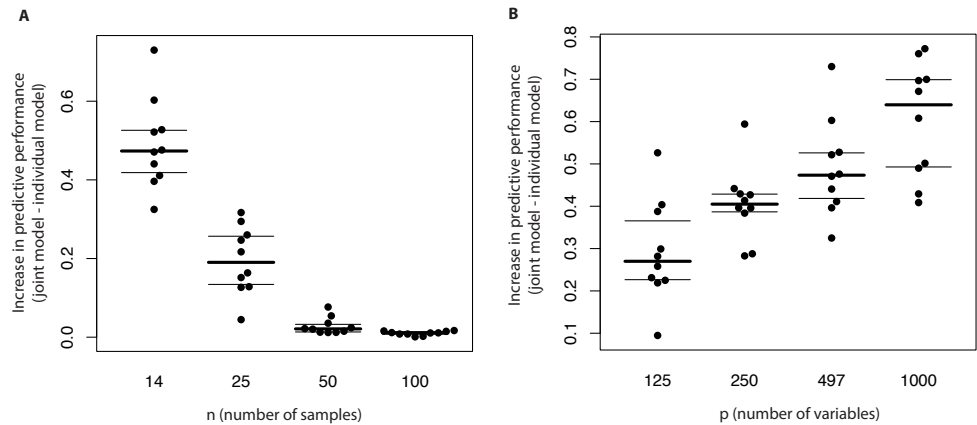 A
Increase in predictive performance
(joint model - individual model)
0.6
0.4
0.2
0.0
14 25 50 100
n (number of samples)
B
Increase in predictive performance
(joint model - individual model)
0.8
0.7
0.6
0.5
0.4
0.3
0.2
0.1
125 250 497 1000
p (number of variables)